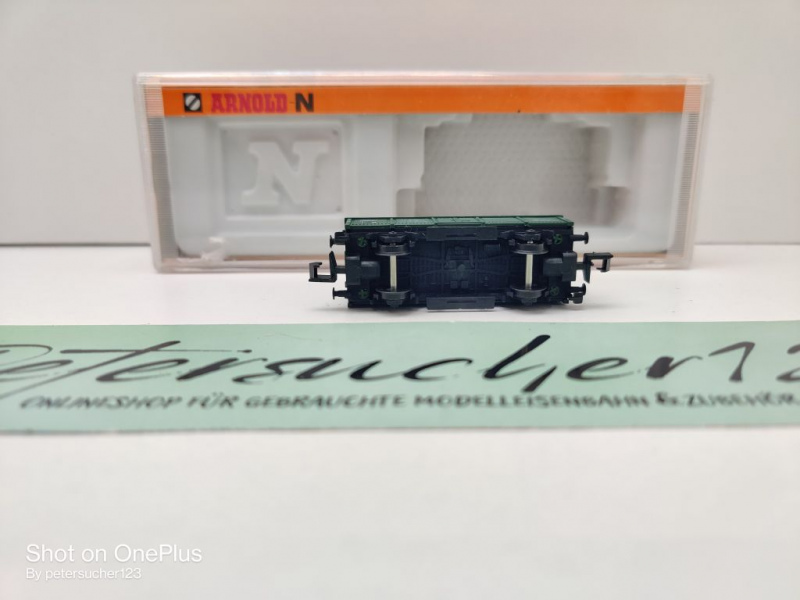 ARNOLD-N
N
Petersucher12
ONLINESHOP FÜR GEBRAUCHTE MODELLEISENBAHN & ZUBEHÖR
Shot on OnePlus
By petersucher123